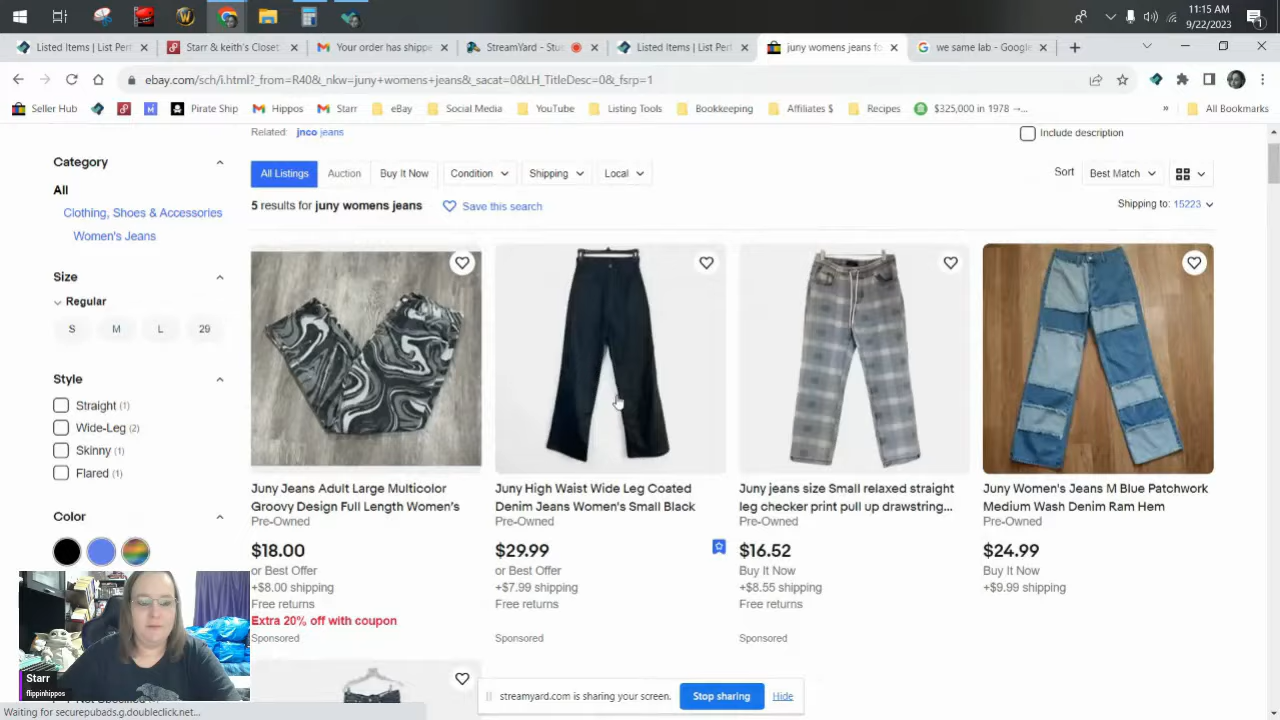 11:15 AM
9/22/2023
Listed Items | List Perf
Starr & keith's Closet
Your order has shippe
StreamYard - Stu
Listed Items | List Perf
juny womens jeans fo
we same lab - Google
ebay.com/sch/i.html?_from=R40&_nkw=juny+womens+jeans&_sacat=0&LH_TitleDesc=0&_fsrp=1
Seller Hub
Pirate Ship
Hippos
Starr
eBay
Social Media
YouTube
Listing Tools
Bookkeeping
Affiliates $
Recipes
$325,000 in 1978 →...
»
All Bookmarks
Related: jnco jeans
Include description
Category
All
Clothing, Shoes & Accessories
Women's Jeans
Size
Regular
S M L 29
Style
Straight (1)
Wide-Leg (2)
Skinny (1)
Flared (1)
Color
All Listings Auction Buy It Now Condition Shipping Local
Sort Best Match
5 results for juny womens jeans
Save this search
Shipping to: 15223
Juny Jeans Adult Large Multicolor
Groovy Design Full Length Women's
Pre-Owned
$18.00
or Best Offer
+$8.00 shipping
Free returns
Extra 20% off with coupon
Sponsored
Juny High Waist Wide Leg Coated
Denim Jeans Women's Small Black
Pre-Owned
$29.99
or Best Offer
+$7.99 shipping
Free returns
Sponsored
Juny jeans size Small relaxed straight
leg checker print pull up drawstring...
Pre-Owned
$16.52
Buy It Now
+$8.55 shipping
Free returns
Sponsored
Juny Women's Jeans M Blue Patchwork
Medium Wash Denim Ram Hem
Pre-Owned
$24.99
Buy It Now
+$9.99 shipping
Starr
flippinhippos
streamyard.com is sharing your screen.
Stop sharing
Hide
Waiting for securepubads.g.doubleclick.net...